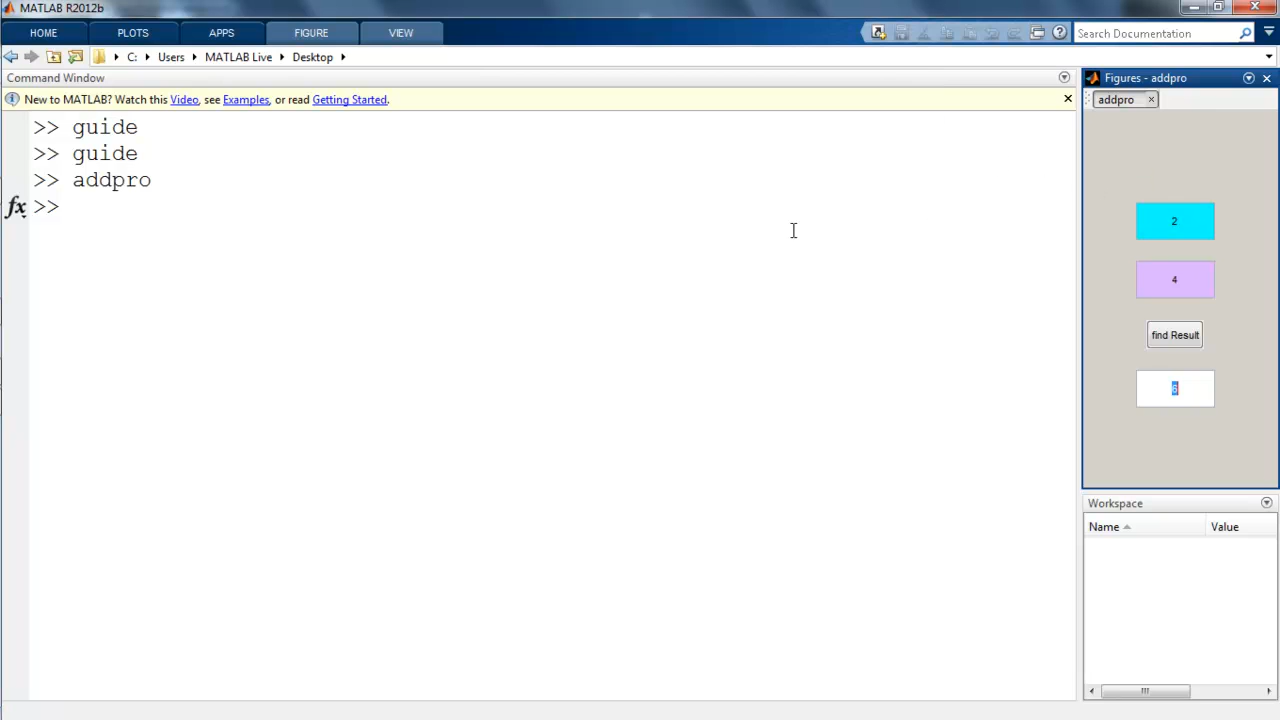 MATLAB R2012b
HOME PLOTS APPS FIGURE VIEW Search Documentation
C: Users MATLAB Live Desktop
Command Window
New to MATLAB? Watch this Video, see Examples, or read Getting Started.
>> guide
>> guide
>> addpro
fx >>
Figures - addpro
addpro
2
4
find Result
6
Workspace
Name Value